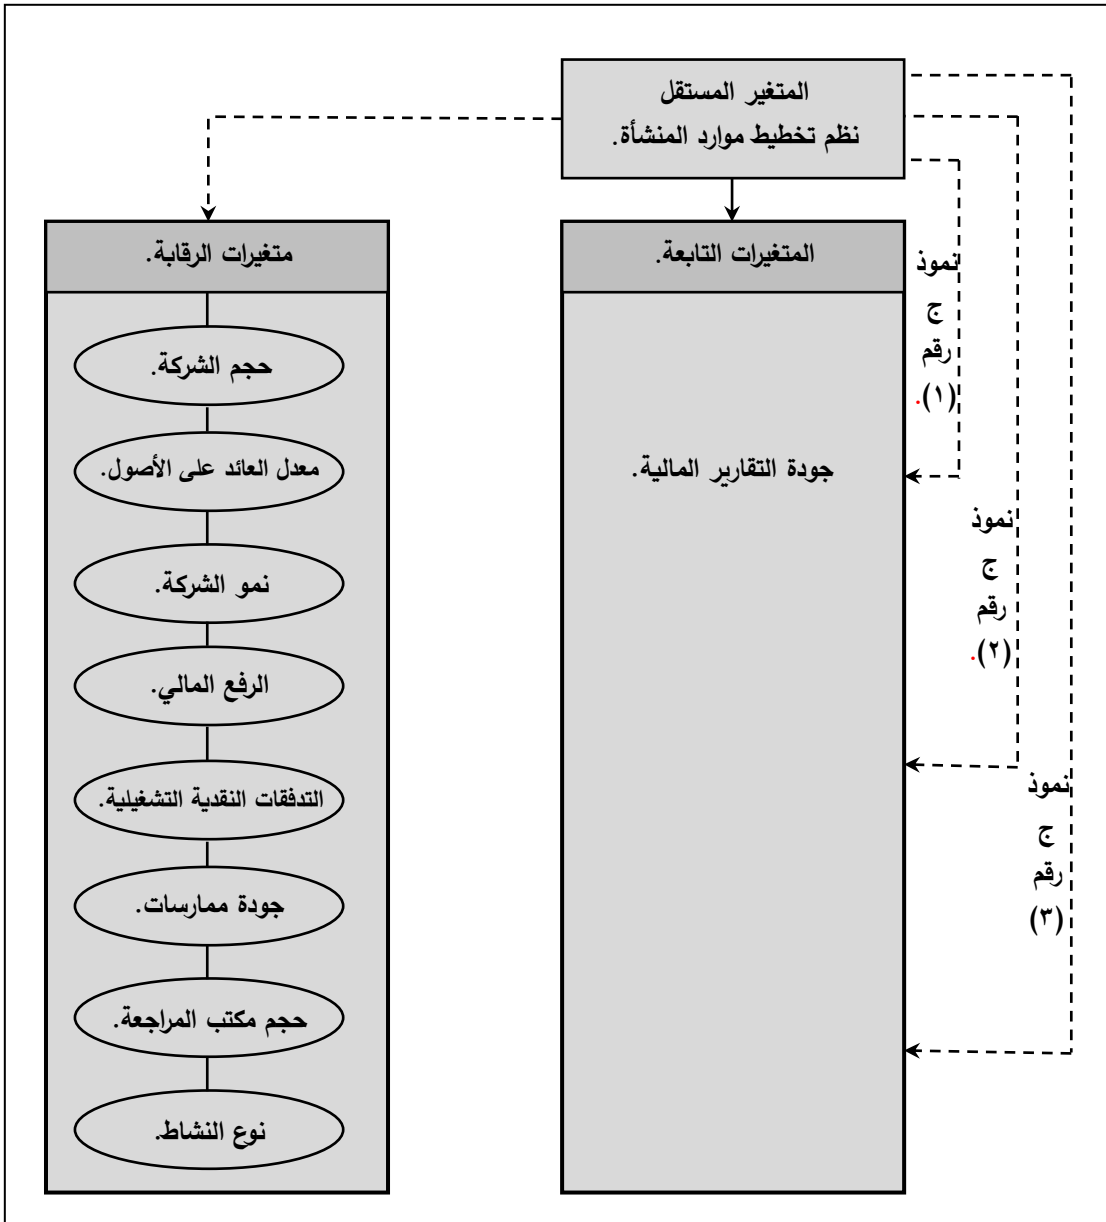 المتغير المستقل
نظم تخطيط موارد المنشأة.
المتغيرات التابعة.
جودة التقارير المالية.
نموذ
ج
رقم
(١).
نموذ
ج
رقم
(٢).
نموذ
ج
رقم
(٣)
متغيرات الرقابة.
حجم الشركة.
معدل العائد على الأصول.
نمو الشركة.
الرفع المالي.
التدفقات النقدية التشغيلية.
جودة ممارسات.
حجم مكتب المراجعة.
نوع النشاط.